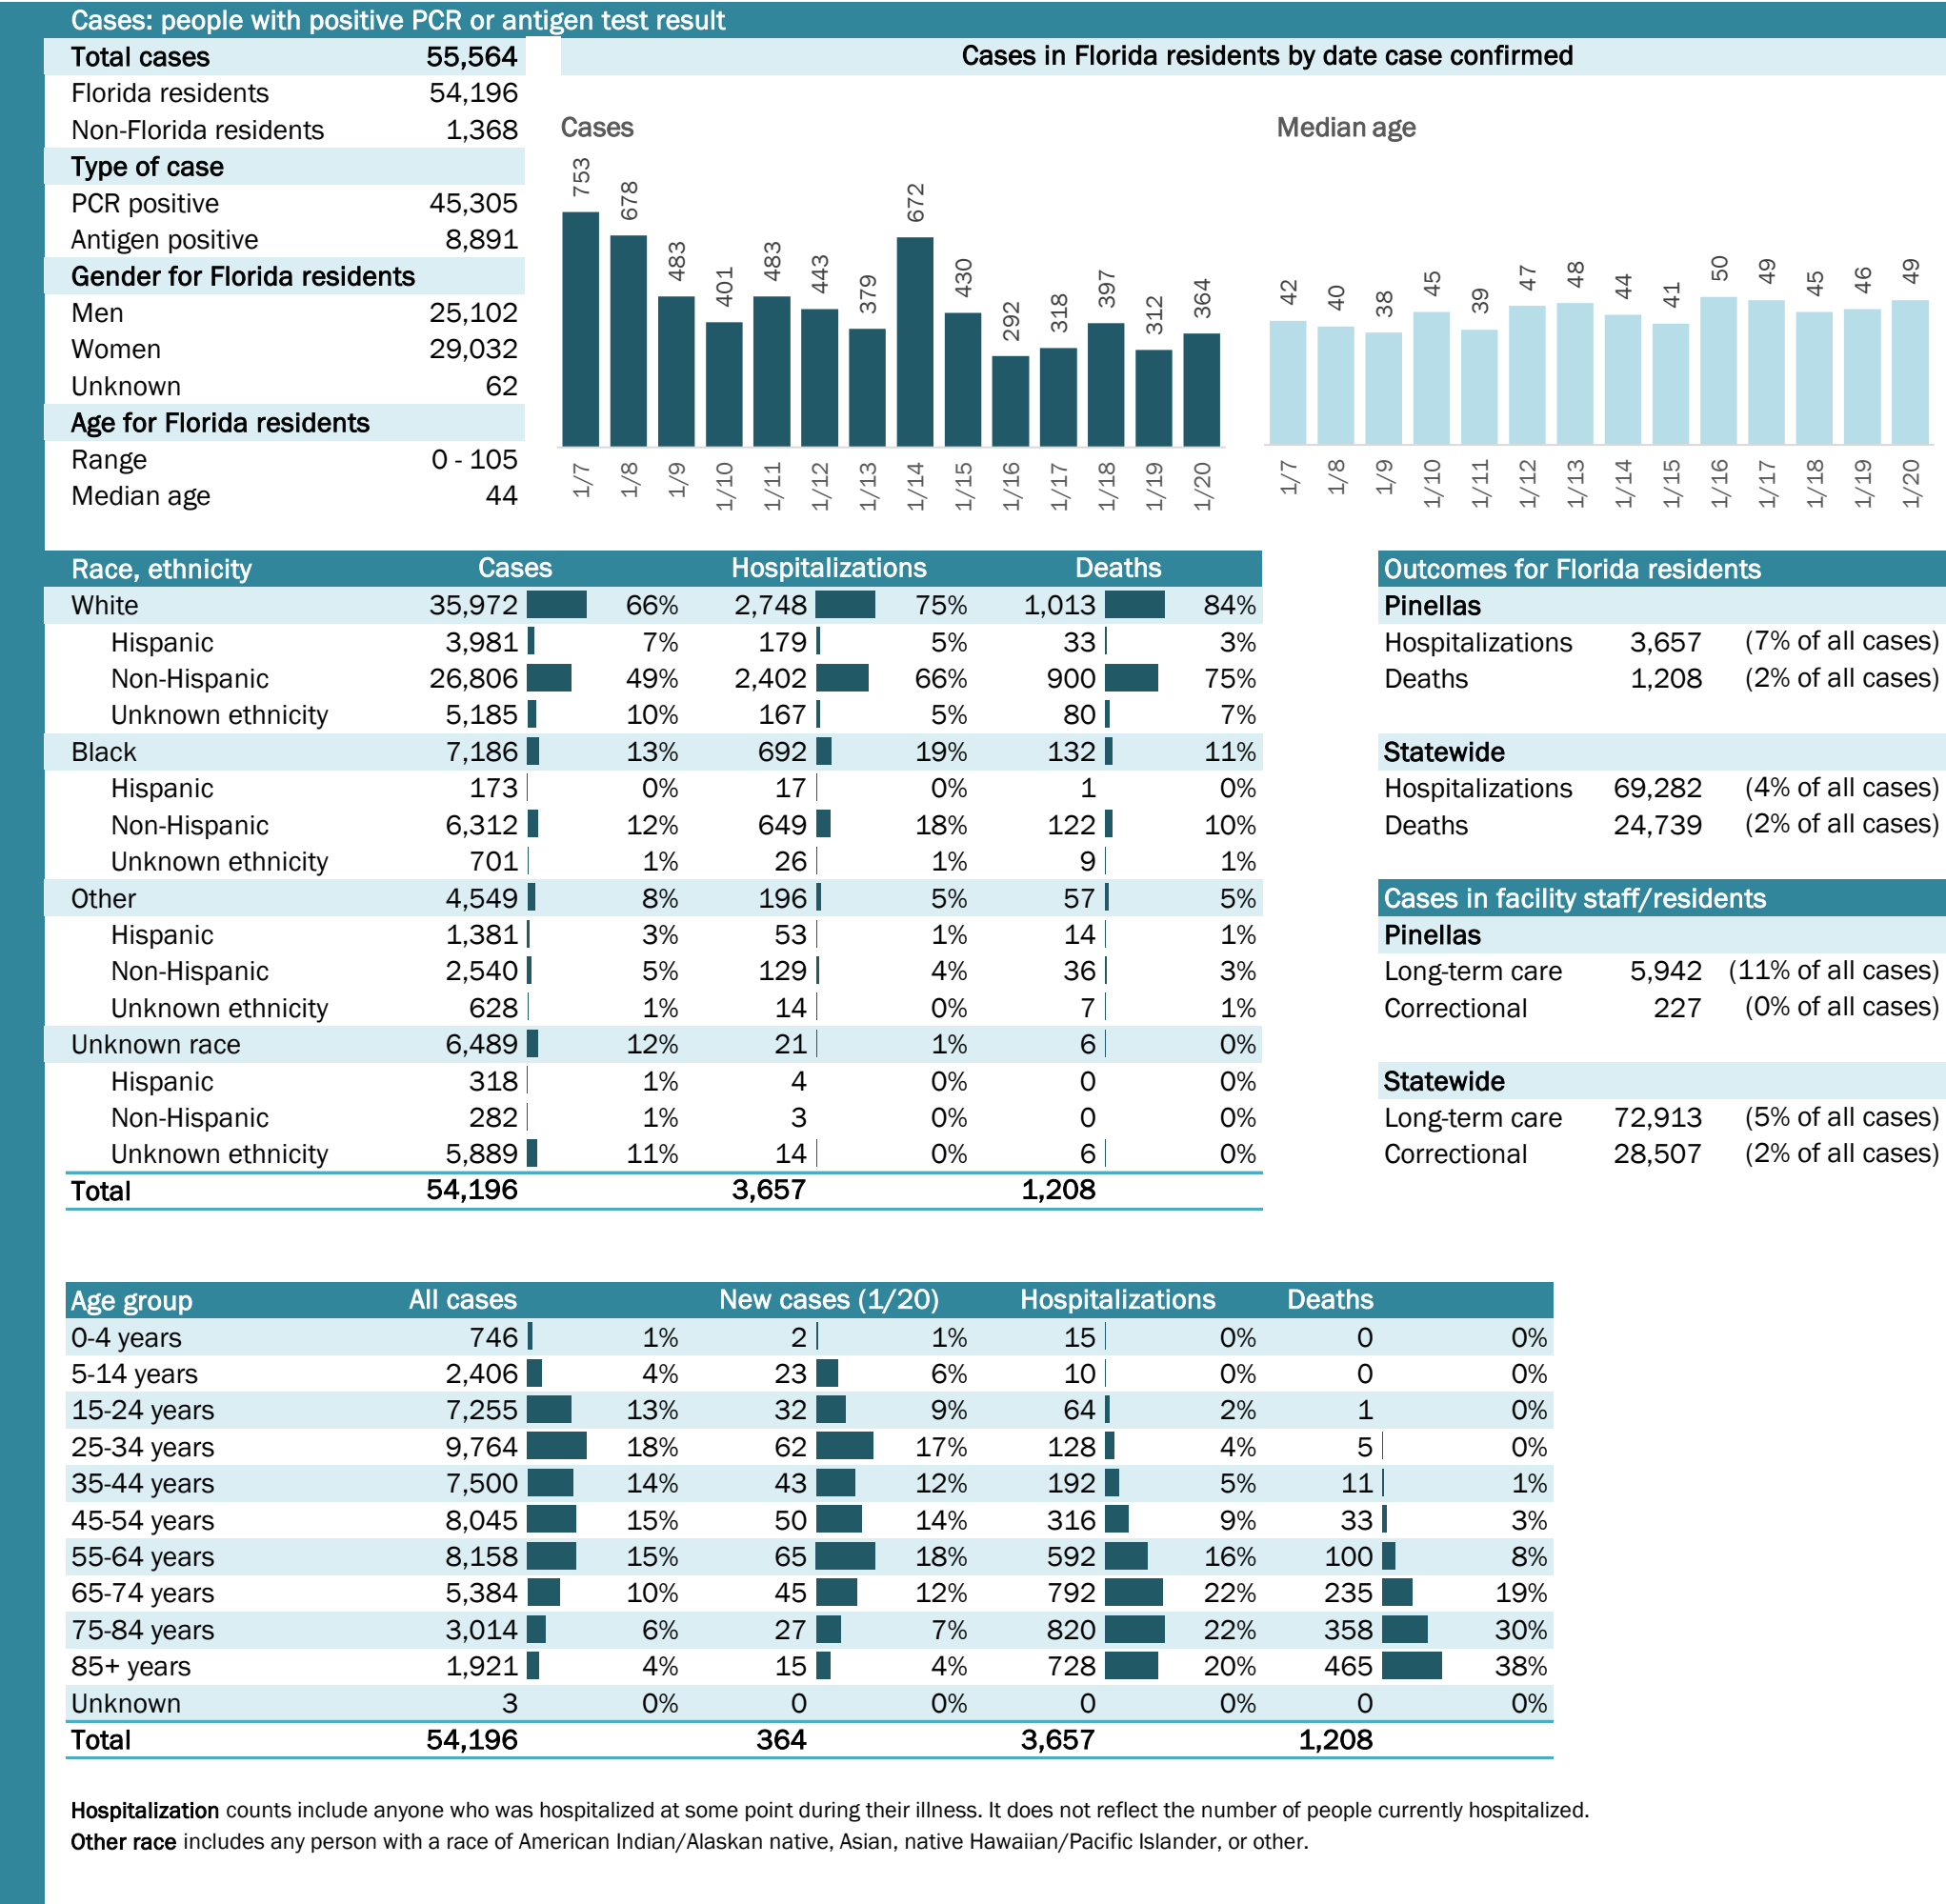 Cases: people with positive PCR or antigen test result
Total cases 55,564
Florida residents 54,196
Non-Florida residents 1,368
Type of case
PCR positive 45,305
Antigen positive 8,891
Gender for Florida residents
Men 25,102
Women 29,032
Unknown 62
Age for Florida residents
Range 0 - 105
Median age 44
Cases in Florida residents by date case confirmed
Cases
753 678 483 401 483 443 379 672 430 292 318 397 312 364
1/7 1/8 1/9 1/10 1/11 1/12 1/13 1/14 1/15 1/16 1/17 1/18 1/19 1/20
Median age
42 40 38 45 39 47 48 44 41 50 49 45 46 49
1/7 1/8 1/9 1/10 1/11 1/12 1/13 1/14 1/15 1/16 1/17 1/18 1/19 1/20
Race, ethnicity Cases Hospitalizations Deaths
White 35,972 66% 2,748 75% 1,013 84%
Hispanic 3,981 7% 179 5% 33 3%
Non-Hispanic 26,806 49% 2,402 66% 900 75%
Unknown ethnicity 5,185 10% 167 5% 80 7%
Black 7,186 13% 692 19% 132 11%
Hispanic 173 0% 17 0% 1 0%
Non-Hispanic 6,312 12% 649 18% 122 10%
Unknown ethnicity 701 1% 26 1% 9 1%
Other 4,549 8% 196 5% 57 5%
Hispanic 1,381 3% 53 1% 14 1%
Non-Hispanic 2,540 5% 129 4% 36 3%
Unknown ethnicity 628 1% 14 0% 7 1%
Unknown race 6,489 12% 21 1% 6 0%
Hispanic 318 1% 4 0% 0 0%
Non-Hispanic 282 1% 3 0% 0 0%
Unknown ethnicity 5,889 11% 14 0% 6 0%
Total 54,196 3,657 1,208
Outcomes for Florida residents
Pinellas
Hospitalizations 3,657 (7% of all cases)
Deaths 1,208 (2% of all cases)
Statewide
Hospitalizations 69,282 (4% of all cases)
Deaths 24,739 (2% of all cases)
Cases in facility staff/residents
Pinellas
Long-term care 5,942 (11% of all cases)
Correctional 227 (0% of all cases)
Statewide
Long-term care 72,913 (5% of all cases)
Correctional 28,507 (2% of all cases)
Age group All cases New cases (1/20) Hospitalizations Deaths
0-4 years 746 1% 2 1% 15 0% 0 0%
5-14 years 2,406 4% 23 6% 10 0% 0 0%
15-24 years 7,255 13% 32 9% 64 2% 1 0%
25-34 years 9,764 18% 62 17% 128 4% 5 0%
35-44 years 7,500 14% 43 12% 192 5% 11 1%
45-54 years 8,045 15% 50 14% 316 9% 33 3%
55-64 years 8,158 15% 65 18% 592 16% 100 8%
65-74 years 5,384 10% 45 12% 792 22% 235 19%
75-84 years 3,014 6% 27 7% 820 22% 358 30%
85+ years 1,921 4% 15 4% 728 20% 465 38%
Unknown 3 0% 0 0% 0 0% 0 0%
Total 54,196 364 3,657 1,208
Hospitalization counts include anyone who was hospitalized at some point during their illness. It does not reflect the number of people currently hospitalized.
Other race includes any person with a race of American Indian/Alaskan native, Asian, native Hawaiian/Pacific Islander, or other.